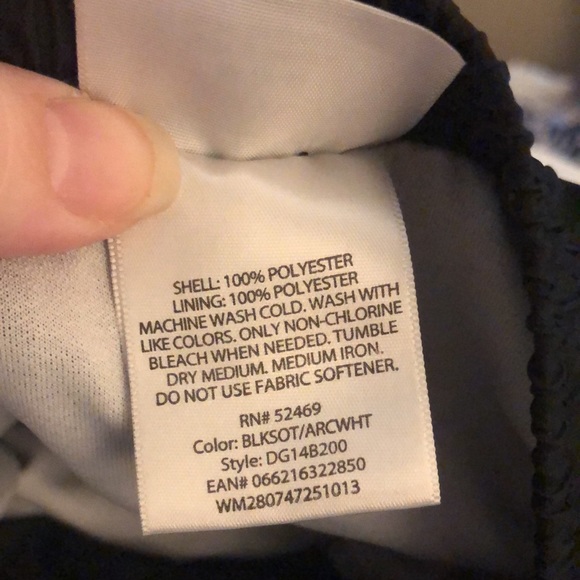 SHELL: 100% POLYESTER
LINING: 100% POLYESTER
MACHINE WASH COLD. WASH WITH
LIKE COLORS. ONLY NON-CHLORINE
BLEACH WHEN NEEDED. TUMBLE
DRY MEDIUM. MEDIUM IRON.
DO NOT USE FABRIC SOFTENER.
RN# 52469
Color: BLKSOT/ARCWHT
Style: DG14B200
EAN# 066216322850
WM280747251013